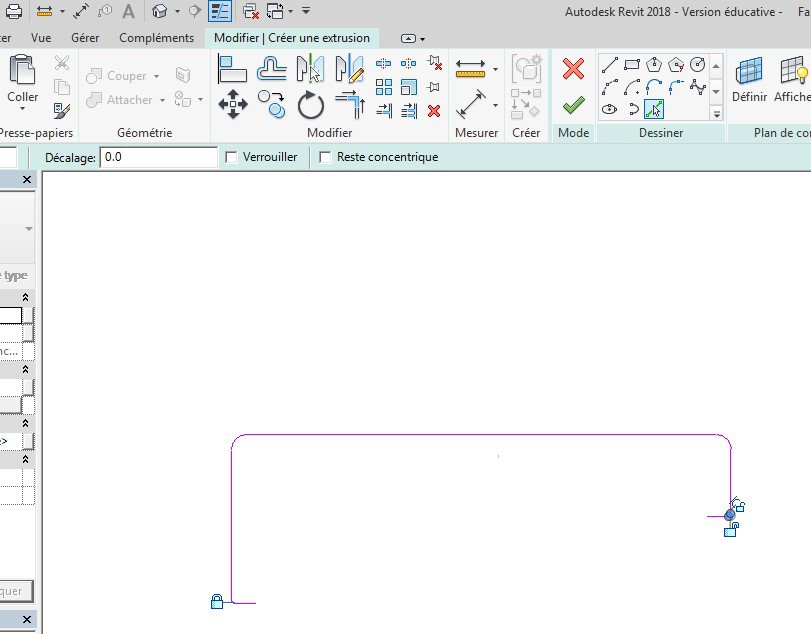 A
Autodesk Revit 2018 - Version éducative - Fa
er Vue Gérer Compléments Modifier | Créer une extrusion
Coller
Couper
Attacher
Définir Affiche
Presse-papiers Géométrie Modifier Mesurer Créer Mode Dessiner Plan de co
Décalage: 0.0 Verrouiller Reste concentrique
e type
nc...
e>
quer